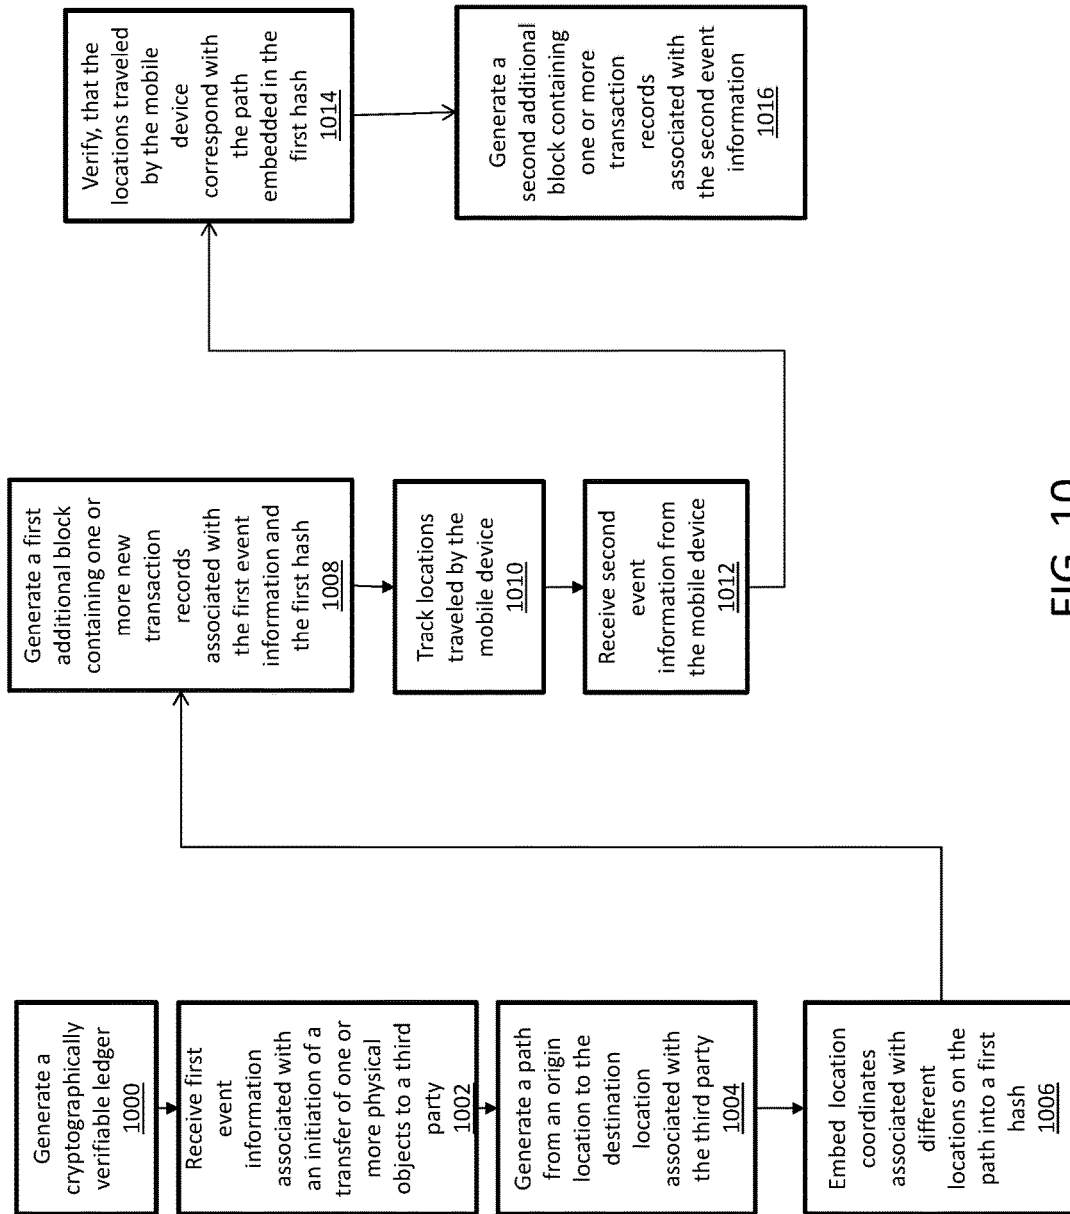 Generate a
cryptographically
verifiable ledger
1000
Receive first
event
information
associated with
an initiation of a
transfer of one or
more physical
objects to a third
party
1002
Generate a path
from an origin
location to the
destination
location
associated with
the third party
1004
Embed location
coordinates
associated with
different
locations on the
path into a first
hash
1006
Generate a first
additional block
containing one or
more new
transaction
records
associated with
the first event
information and
the first hash
1008
Track locations
traveled by the
mobile device
1010
Receive second
event
information from
the mobile device
1012
Verify, that the
locations traveled
by the mobile
device
correspond with
the path
embedded in the
first hash
1014
Generate a
second additional
block containing
one or more
transaction
records
associated with
the second event
information
1016
FIG. 10